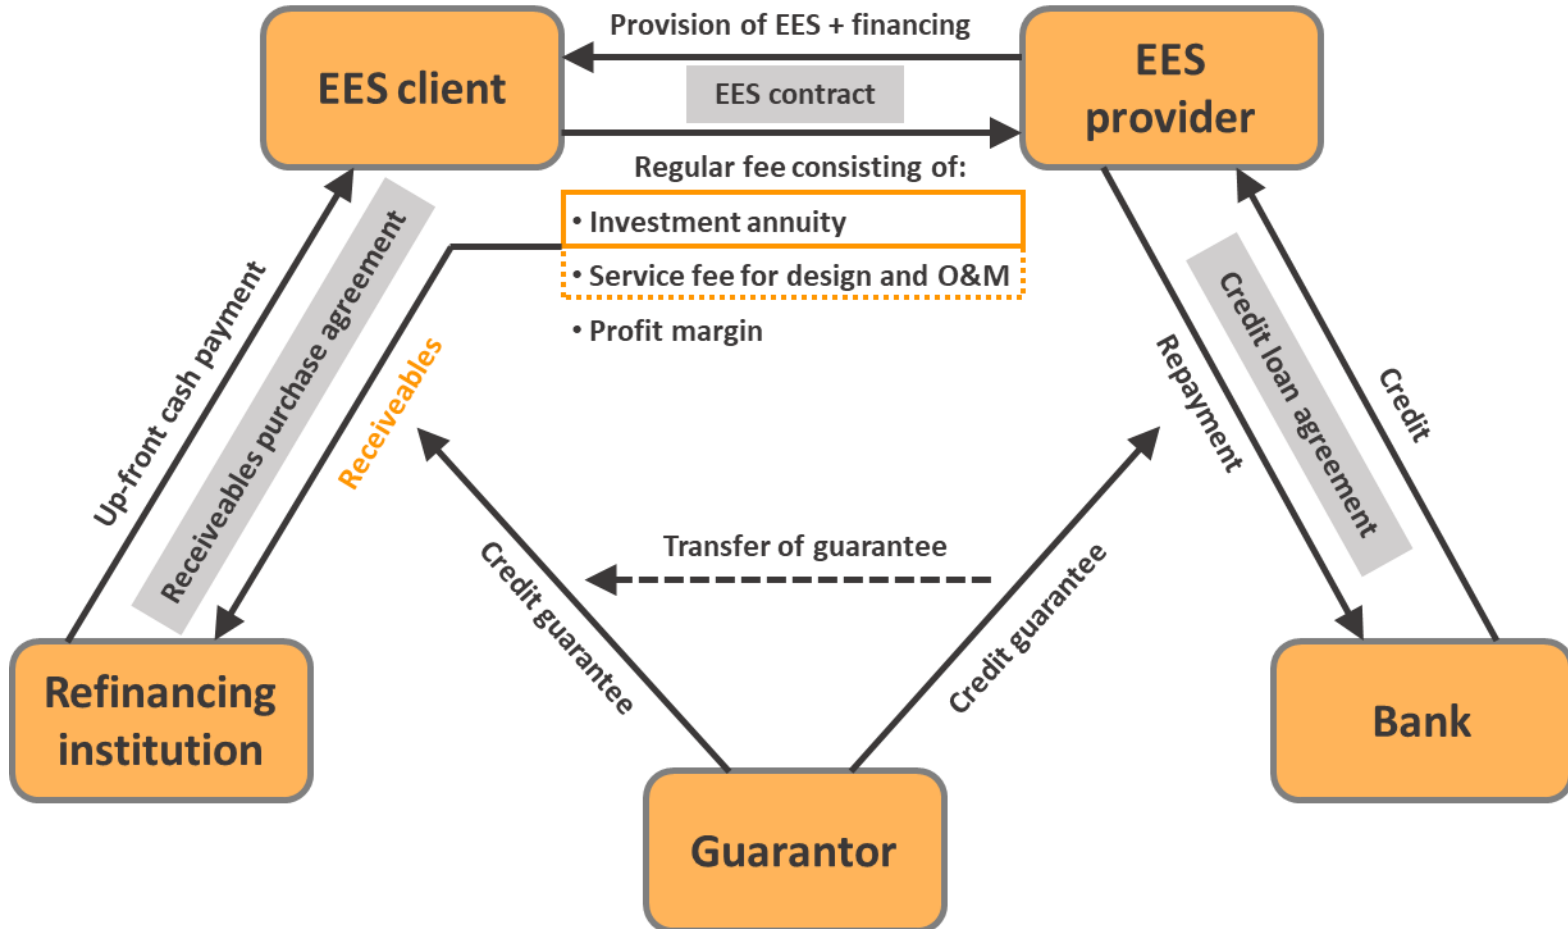 Provision of EES + financing
EES client
EES contract
EES
provider
Regular fee consisting of:
• Investment annuity
• Service fee for design and O&M
• Profit margin
Up-front cash payment
Receiveables purchase agreement
Receiveables
Repayment
Credit loan agreement
Credit
Transfer of guarantee
Credit guarantee
Credit guarantee
Refinancing
institution
Guarantor
Bank